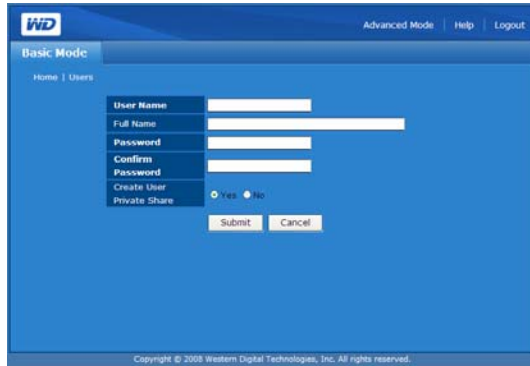 WD
Advanced Mode | Help | Logout
Basic Mode
Home | Users
User Name
Full Name
Password
Confirm
Password
Create User
Private Share
Yes No
Submit Cancel
Copyright © 2008 Western Digital Technologies, Inc. All rights reserved.